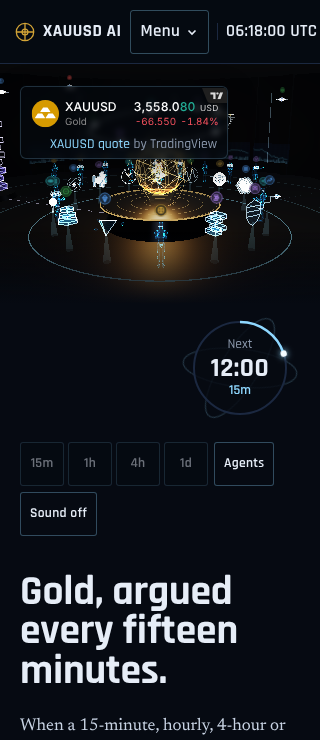 XAUUSD AI
Menu
06:18:00 UTC
XAUUSD 3,558.080 USD
Gold -66.550 -1.84%
XAUUSD quote by TradingView
Next
12:00
15m
15m 1h 4h 1d Agents
Sound off
Gold, argued
every fifteen
minutes.
When a 15-minute, hourly, 4-hour or